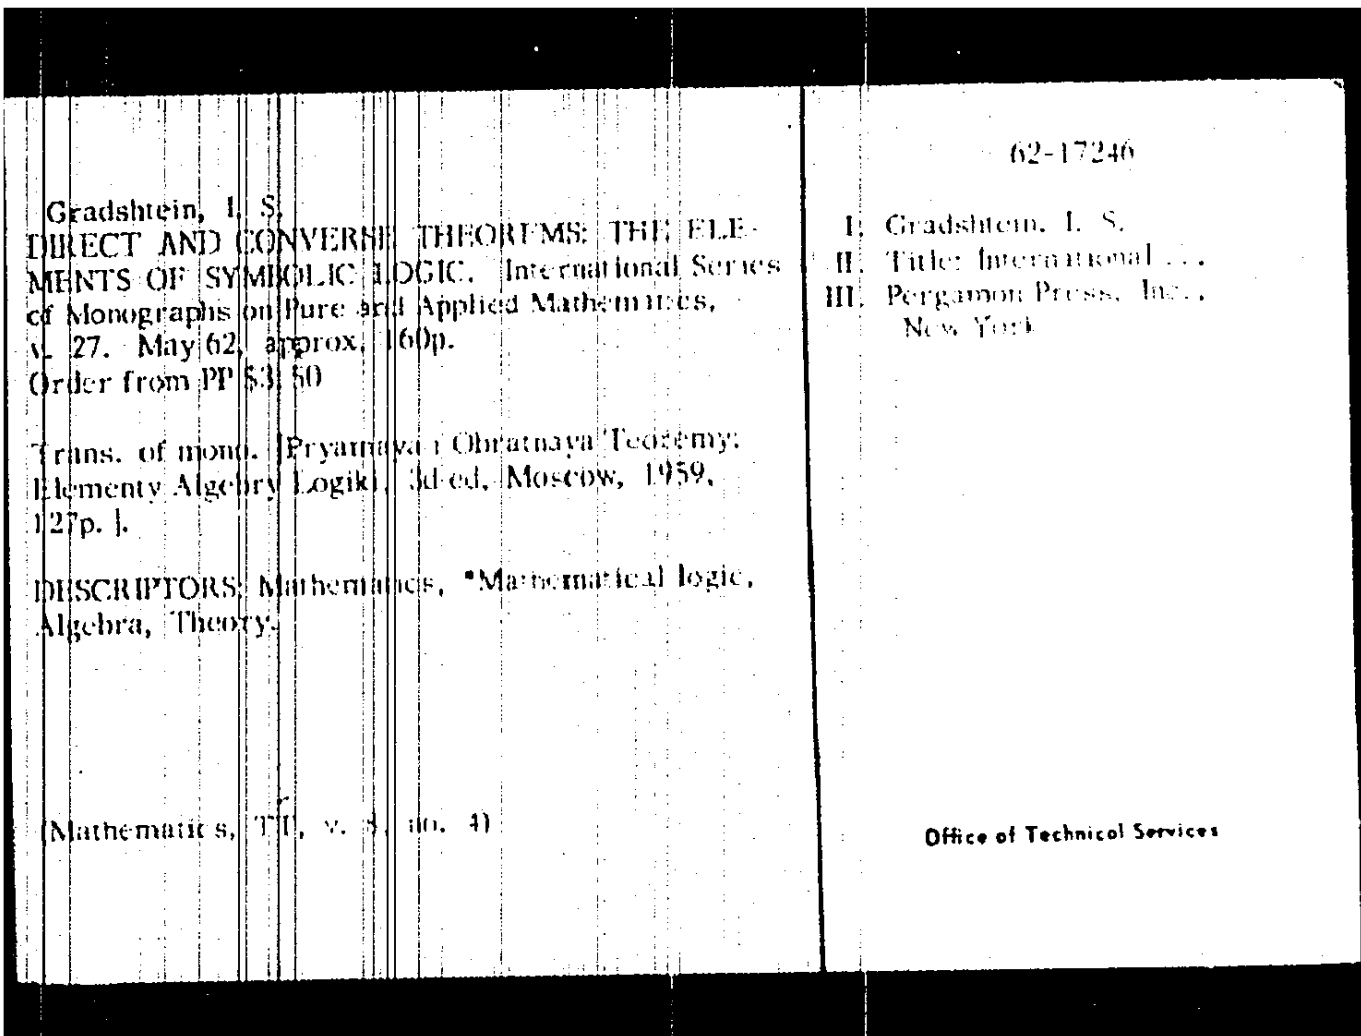 62-17246
Gradshtein, I. S.
DIRECT AND CONVERSE THEOREMS: THE ELE-
MENTS OF SYMBOLIC LOGIC. International Series
of Monographs on Pure and Applied Mathematics,
v. 27. May 62, approx. 160p.
Order from PP $3.50
Trans. of mono. [Pryamaya i Obratnaya Teoremy:
Elementy Algebry Logiki, 3d ed, Moscow, 1959,
127p. ].
DESCRIPTORS: Mathematics, *Mathematical logic,
Algebra, Theory.
(Mathematics, TT, v. 8, no. 4)
I. Gradshtein, I. S.
II. Title: International ...
III. Pergamon Press, Inc.,
New York
Office of Technical Services